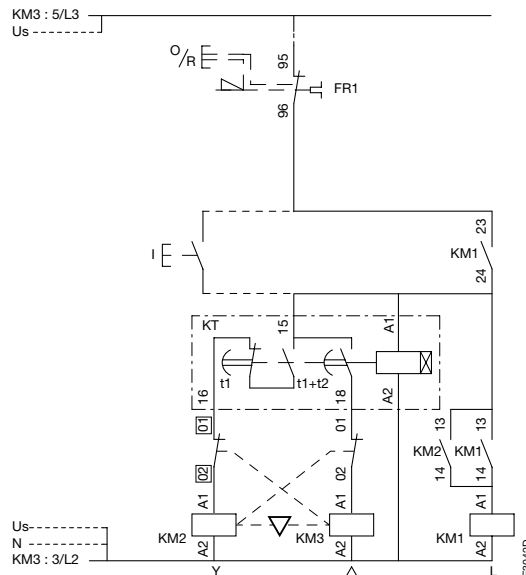 KM3 : 5/L3
Us
O/R
95
96
FR1
I
23
KM1
24
KT
15
A1
t1
t1+t2
16
18
A2
01
01
02
02
13
13
KM2
KM1
14
14
A1
A1
A1
KM2
KM3
KM1
A2
A2
A2
Us
N
KM3 : 3/L2
Y
L